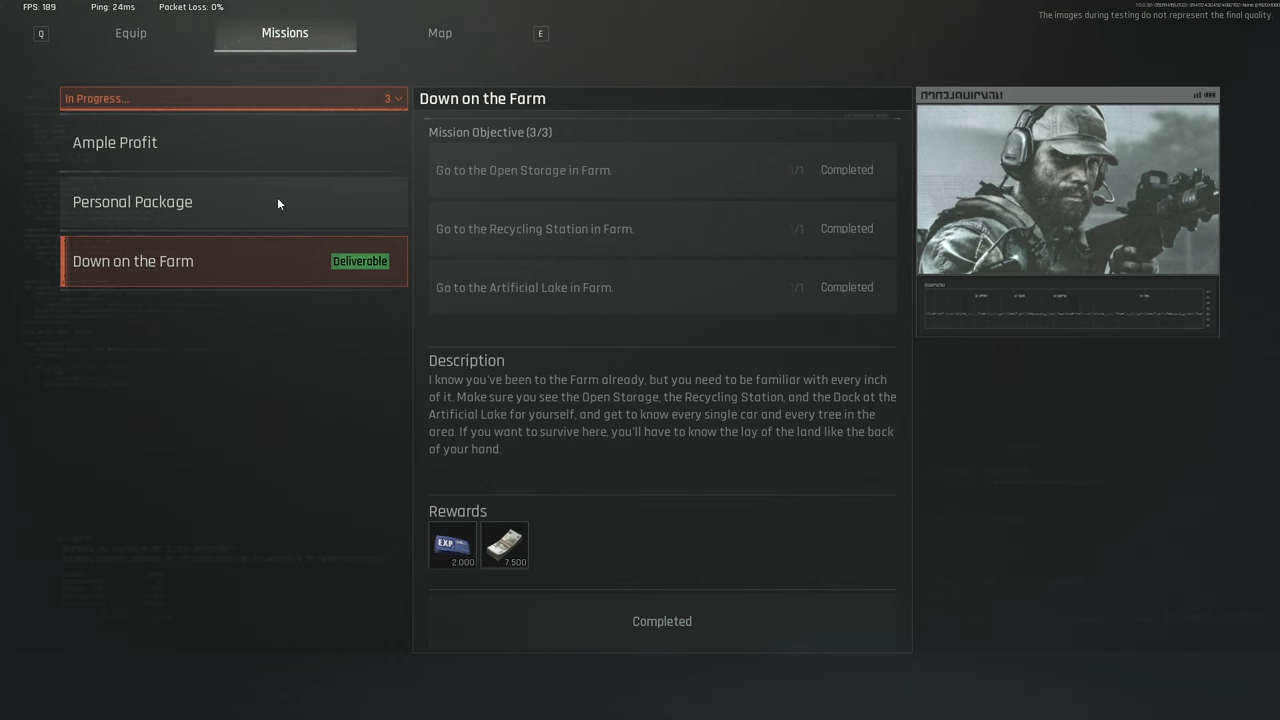 FPS: 189
Ping: 24ms
Packet Loss: 0%
The images during testing do not represent the final quality.
Q
Equip
Missions
Map
E
In Progress...
3
Ample Profit
Personal Package
Down on the Farm
Deliverable
Down on the Farm
Mission Objective (3/3)
Go to the Open Storage in Farm.
1/1
Completed
Go to the Recycling Station in Farm.
1/1
Completed
Go to the Artificial Lake in Farm.
1/1
Completed
Description
I know you've been to the Farm already, but you need to be familiar with every inch
of it. Make sure you see the Open Storage, the Recycling Station, and the Dock at the
Artificial Lake for yourself, and get to know every single car and every tree in the
area. If you want to survive here, you'll have to know the lay of the land like the back
of your hand.
Rewards
EXP.
2,000
7,500
Completed